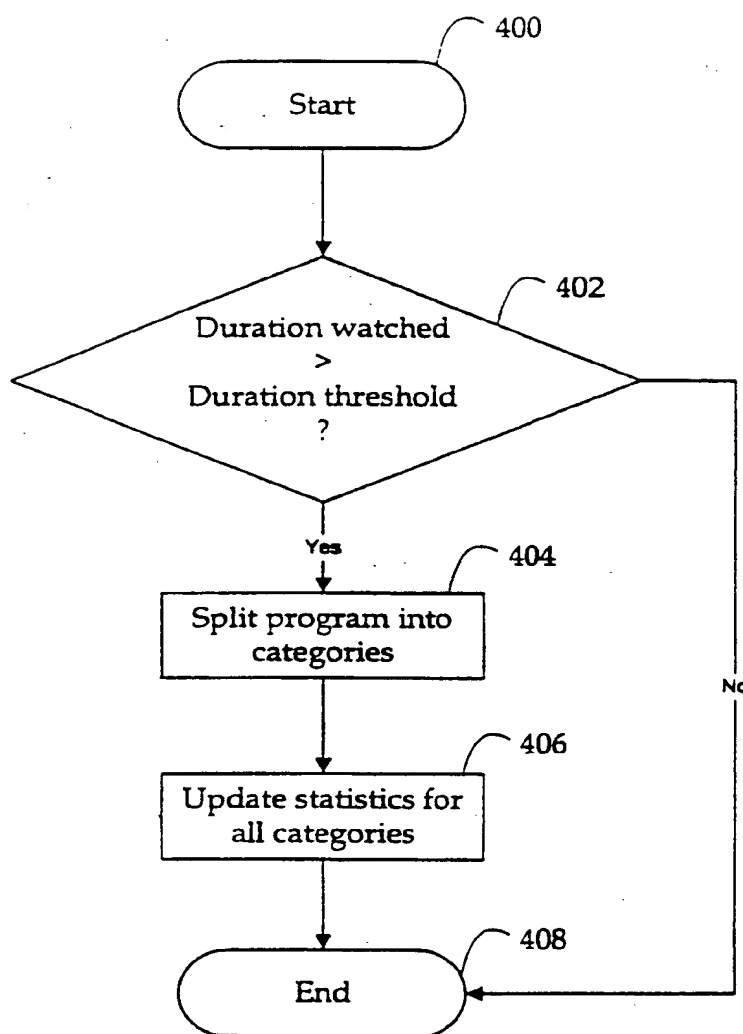 400
Start
402
Duration watched
>
Duration threshold
?
Yes
404
Split program into
categories
No
406
Update statistics for
all categories
408
End